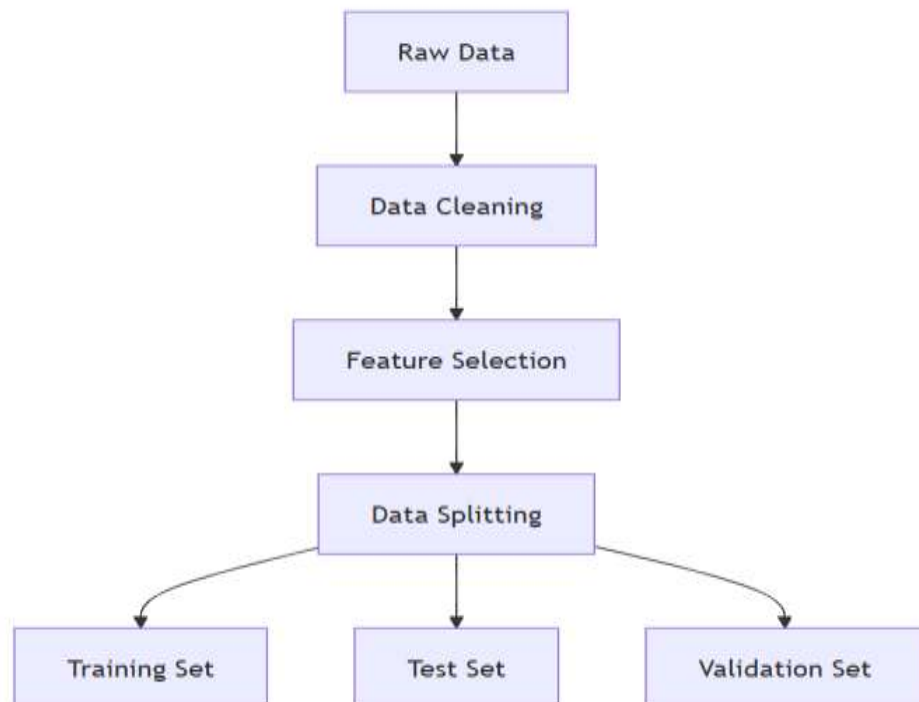 Raw Data
Data Cleaning
Feature Selection
Data Splitting
Training Set
Test Set
Validation Set